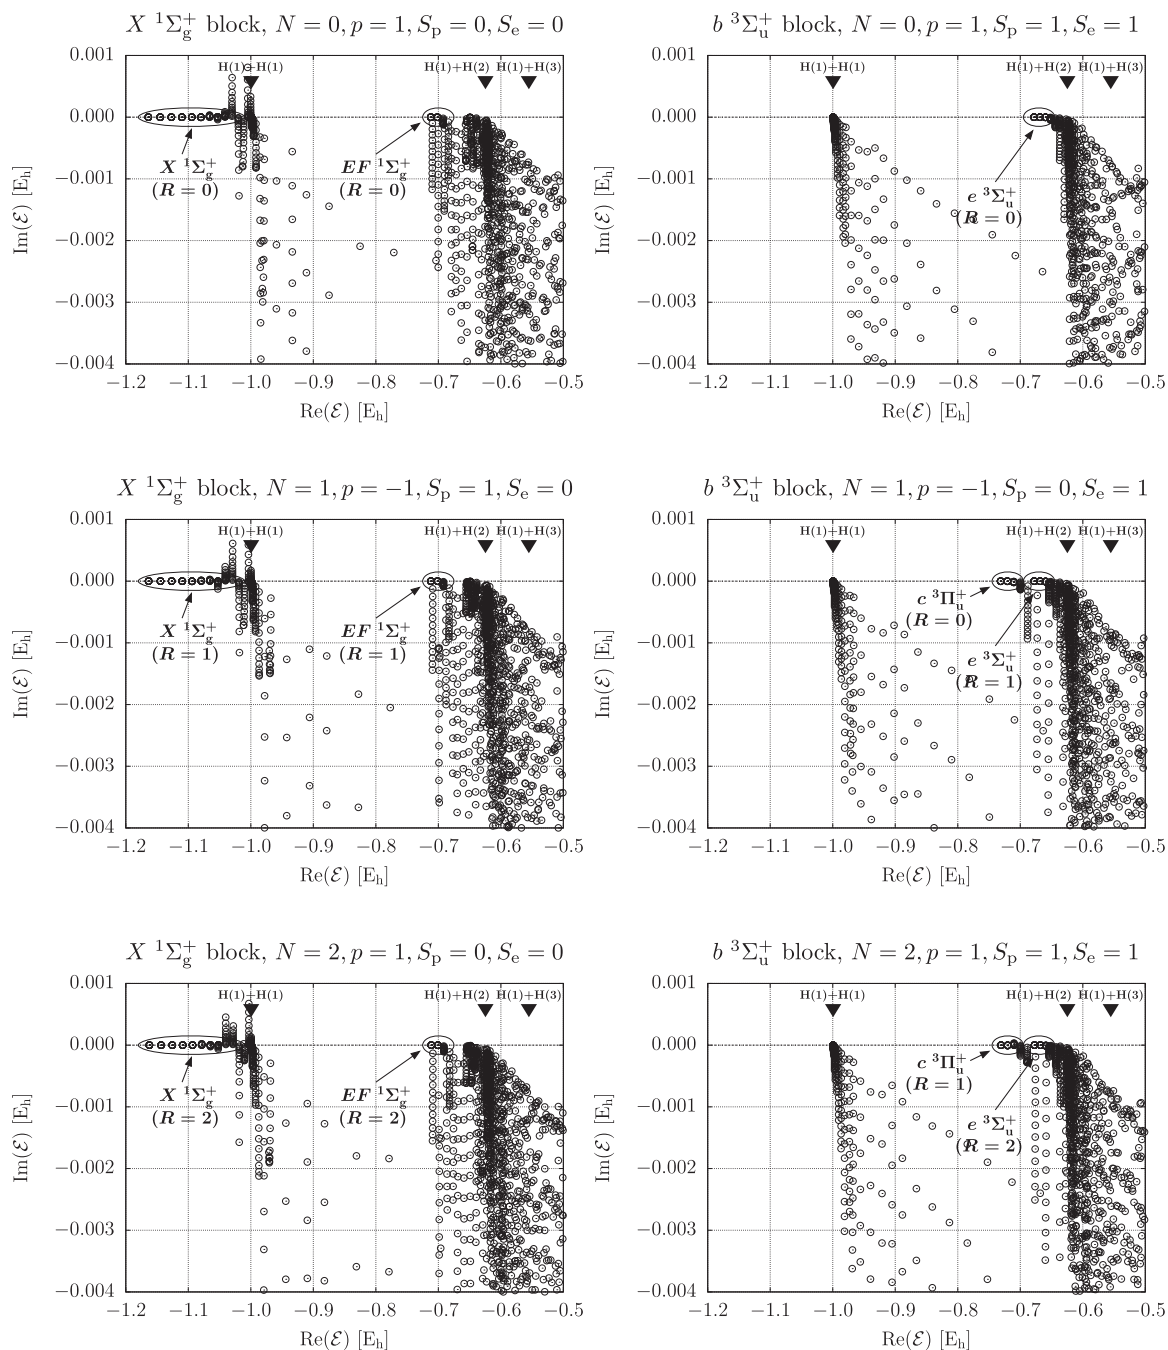 X ¹Σg⁺ block, N = 0, p = 1, Sp = 0, Se = 0
0.001
0.000
−0.001
−0.002
−0.003
−0.004
Im(ℰ) [Eh]
H(1)+H(1)
H(1)+H(2)
H(1)+H(3)
X ¹Σg⁺
(R = 0)
EF ¹Σg⁺
(R = 0)
−1.2 −1.1 −1.0 −0.9 −0.8 −0.7 −0.6 −0.5
Re(ℰ) [Eh]
b ³Σu⁺ block, N = 0, p = 1, Sp = 1, Se = 1
0.001
0.000
−0.001
−0.002
−0.003
−0.004
Im(ℰ) [Eh]
H(1)+H(1)
H(1)+H(2)
H(1)+H(3)
e ³Σu⁺
(R = 0)
−1.2 −1.1 −1.0 −0.9 −0.8 −0.7 −0.6 −0.5
Re(ℰ) [Eh]
X ¹Σg⁺ block, N = 1, p = −1, Sp = 1, Se = 0
0.001
0.000
−0.001
−0.002
−0.003
−0.004
Im(ℰ) [Eh]
H(1)+H(1)
H(1)+H(2)
H(1)+H(3)
X ¹Σg⁺
(R = 1)
EF ¹Σg⁺
(R = 1)
−1.2 −1.1 −1.0 −0.9 −0.8 −0.7 −0.6 −0.5
Re(ℰ) [Eh]
b ³Σu⁺ block, N = 1, p = −1, Sp = 0, Se = 1
0.001
0.000
−0.001
−0.002
−0.003
−0.004
Im(ℰ) [Eh]
H(1)+H(1)
H(1)+H(2)
H(1)+H(3)
c ³Πu⁺
(R = 0)
e ³Σu⁺
(R = 1)
−1.2 −1.1 −1.0 −0.9 −0.8 −0.7 −0.6 −0.5
Re(ℰ) [Eh]
X ¹Σg⁺ block, N = 2, p = 1, Sp = 0, Se = 0
0.001
0.000
−0.001
−0.002
−0.003
−0.004
Im(ℰ) [Eh]
H(1)+H(1)
H(1)+H(2)
H(1)+H(3)
X ¹Σg⁺
(R = 2)
EF ¹Σg⁺
(R = 2)
−1.2 −1.1 −1.0 −0.9 −0.8 −0.7 −0.6 −0.5
Re(ℰ) [Eh]
b ³Σu⁺ block, N = 2, p = 1, Sp = 1, Se = 1
0.001
0.000
−0.001
−0.002
−0.003
−0.004
Im(ℰ) [Eh]
H(1)+H(1)
H(1)+H(2)
H(1)+H(3)
c ³Πu⁺
(R = 1)
e ³Σu⁺
(R = 2)
−1.2 −1.1 −1.0 −0.9 −0.8 −0.7 −0.6 −0.5
Re(ℰ) [Eh]